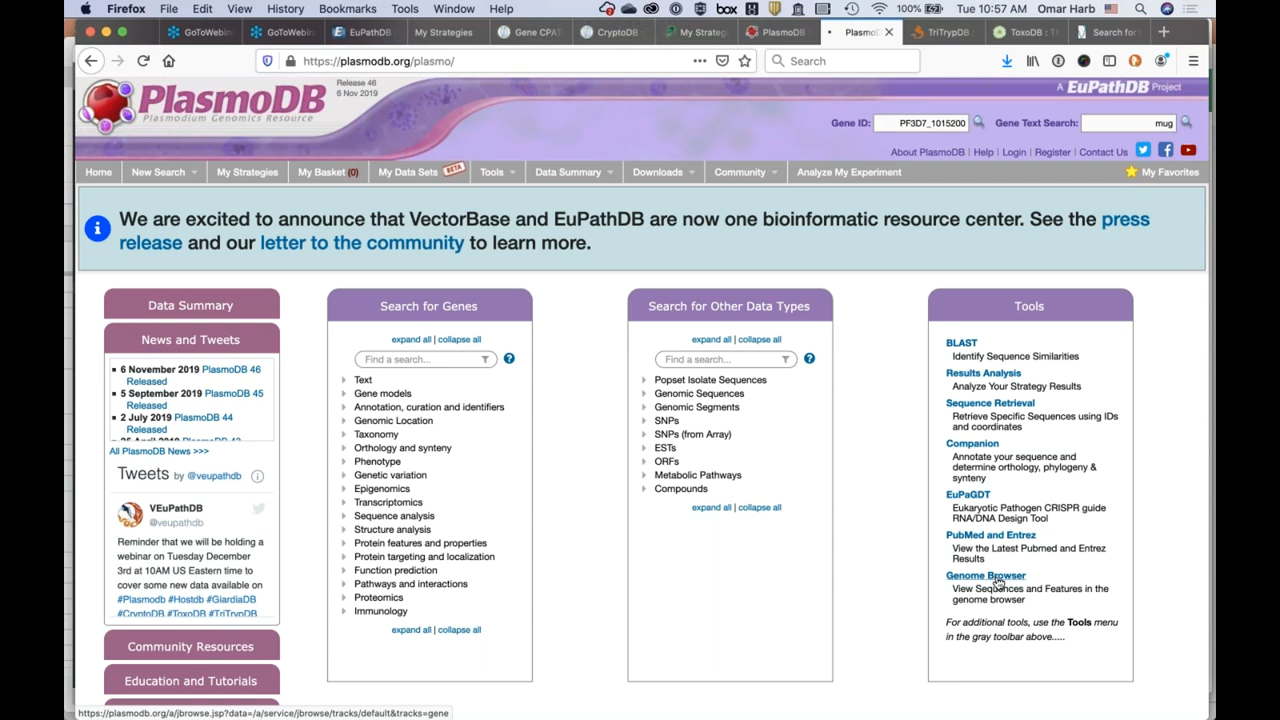 Firefox File Edit View History Bookmarks Tools Window Help 100% Tue 10:57 AM Omar Harb
GoToWebin GoToWebin EuPathDB My Strategies Gene CPAT CryptoDB My Strateg PlasmoDB Plasmo TriTrypDB ToxoDB : Th Search for
https://plasmodb.org/plasmo/ Search
PlasmoDB Release 46
Plasmodium Genomics Resource 6 Nov 2019
A EuPathDB Project
Gene ID: PF3D7_1015200 Gene Text Search: mug
About PlasmoDB | Help | Login | Register | Contact Us
Home New Search My Strategies My Basket (0) My Data Sets BETA Tools Data Summary Downloads Community Analyze My Experiment My Favorites
We are excited to announce that VectorBase and EuPathDB are now one bioinformatic resource center. See the press
release and our letter to the community to learn more.
Data Summary
News and Tweets
6 November 2019 PlasmoDB 46
Released
5 September 2019 PlasmoDB 45
Released
2 July 2019 PlasmoDB 44
Released
All PlasmoDB News >>>
Tweets by @veupathdb
VEuPathDB
@veupathdb
Reminder that we will be holding a
webinar on Tuesday December
3rd at 10AM US Eastern time to
cover some new data available on
#Plasmodb #Hostdb #GiardiaDB
#CryptoDB #ToxoDB #TriTrypDB
Community Resources
Education and Tutorials
Search for Genes
expand all | collapse all
Find a search...
Text
Gene models
Annotation, curation and identifiers
Genomic Location
Taxonomy
Orthology and synteny
Phenotype
Genetic variation
Epigenomics
Transcriptomics
Sequence analysis
Structure analysis
Protein features and properties
Protein targeting and localization
Function prediction
Pathways and interactions
Proteomics
Immunology
expand all | collapse all
Search for Other Data Types
expand all | collapse all
Find a search...
Popset Isolate Sequences
Genomic Sequences
Genomic Segments
SNPs
SNPs (from Array)
ESTs
ORFs
Metabolic Pathways
Compounds
expand all | collapse all
Tools
BLAST
Identify Sequence Similarities
Results Analysis
Analyze Your Strategy Results
Sequence Retrieval
Retrieve Specific Sequences using IDs
and coordinates
Companion
Annotate your sequence and
determine orthology, phylogeny &
synteny
EuPaGDT
Eukaryotic Pathogen CRISPR guide
RNA/DNA Design Tool
PubMed and Entrez
View the Latest Pubmed and Entrez
Results
Genome Browser
View Sequences and Features in the
genome browser
For additional tools, use the Tools menu
in the gray toolbar above.....
https://plasmodb.org/a/jbrowse.jsp?data=/a/service/jbrowse/tracks/default&tracks=gene